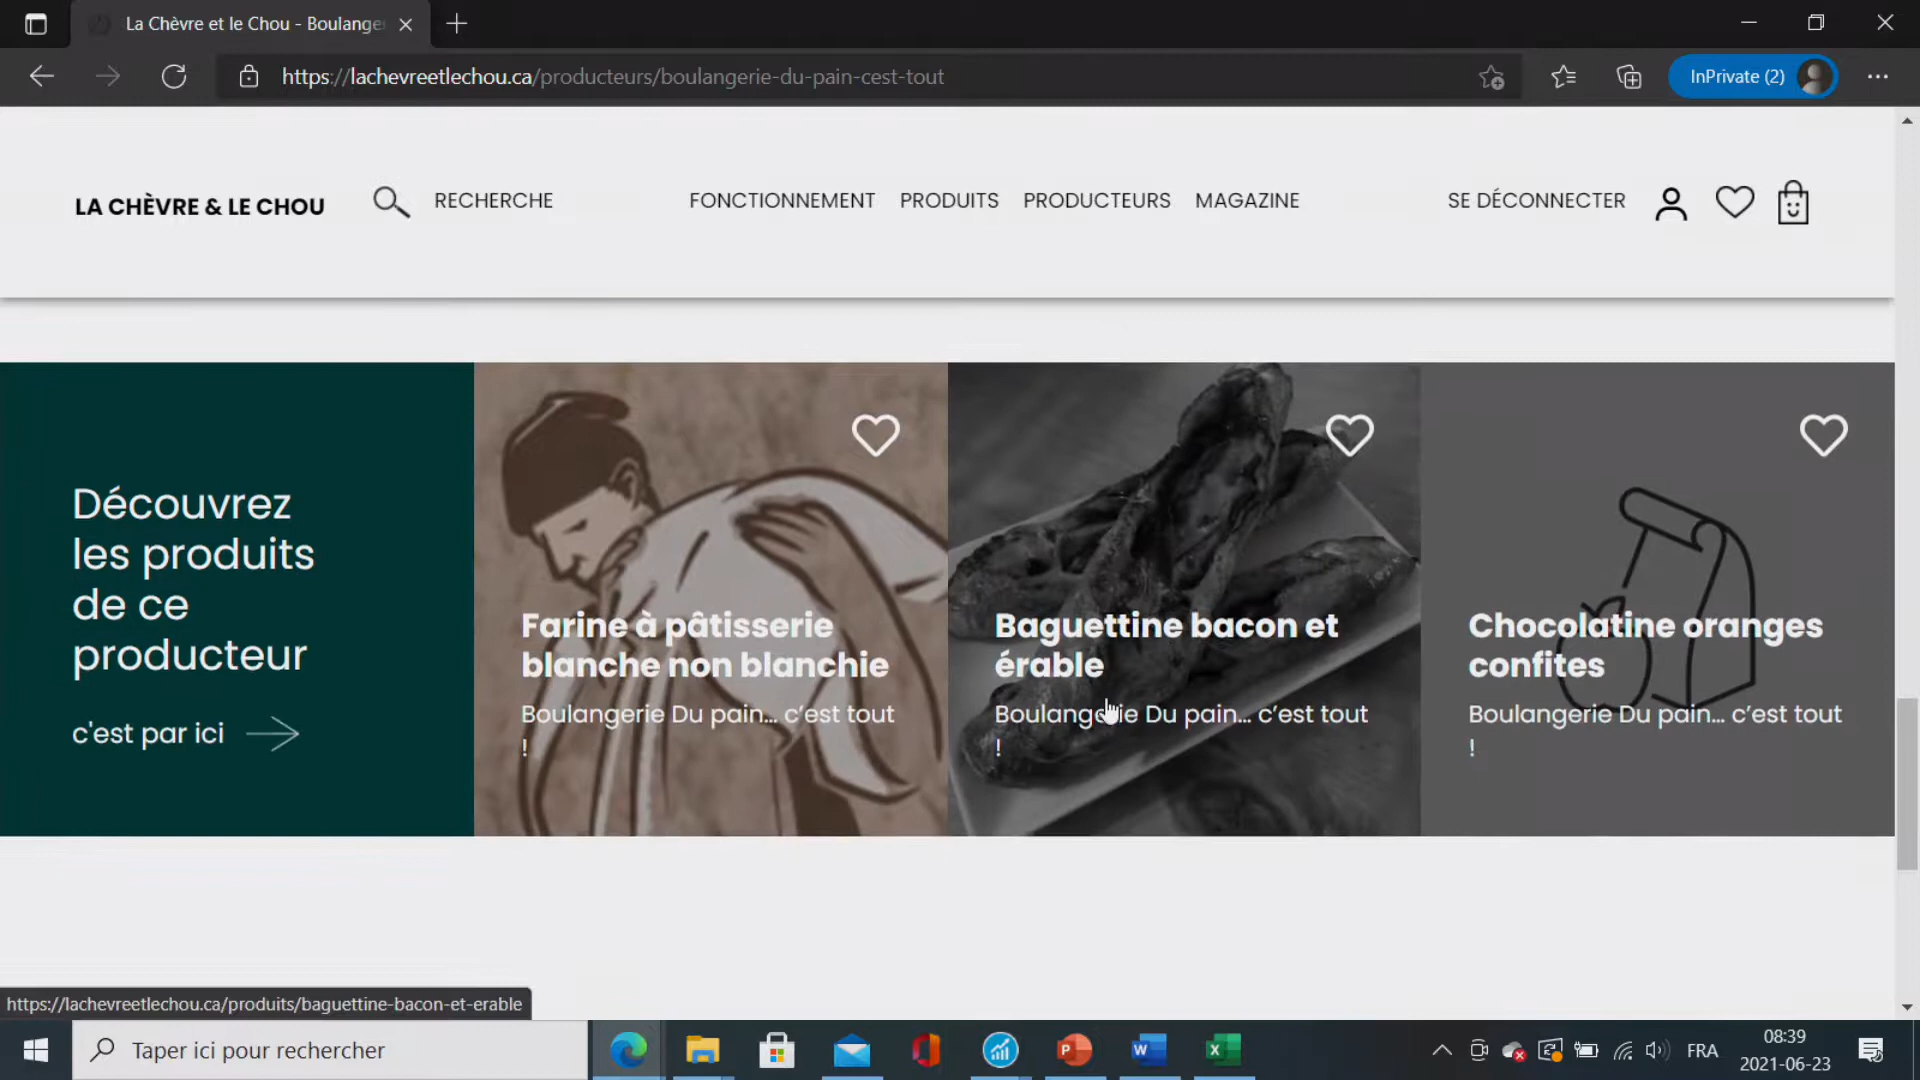 La Chèvre et le Chou - Boulange
https://lachevreetlechou.ca/producteurs/boulangerie-du-pain-cest-tout
InPrivate (2)
LA CHÈVRE & LE CHOU
RECHERCHE
FONCTIONNEMENT
PRODUITS
PRODUCTEURS
MAGAZINE
SE DÉCONNECTER
Découvrez
les produits
de ce
producteur
c'est par ici
Farine à pâtisserie
blanche non blanchie
Boulangerie Du pain... c’est tout
!
Baguettine bacon et
érable
Boulangerie Du pain... c’est tout
!
Chocolatine oranges
confites
Boulangerie Du pain... c’est tout
!
https://lachevreetlechou.ca/produits/baguettine-bacon-et-erable
Taper ici pour rechercher
FRA
08:39
2021-06-23